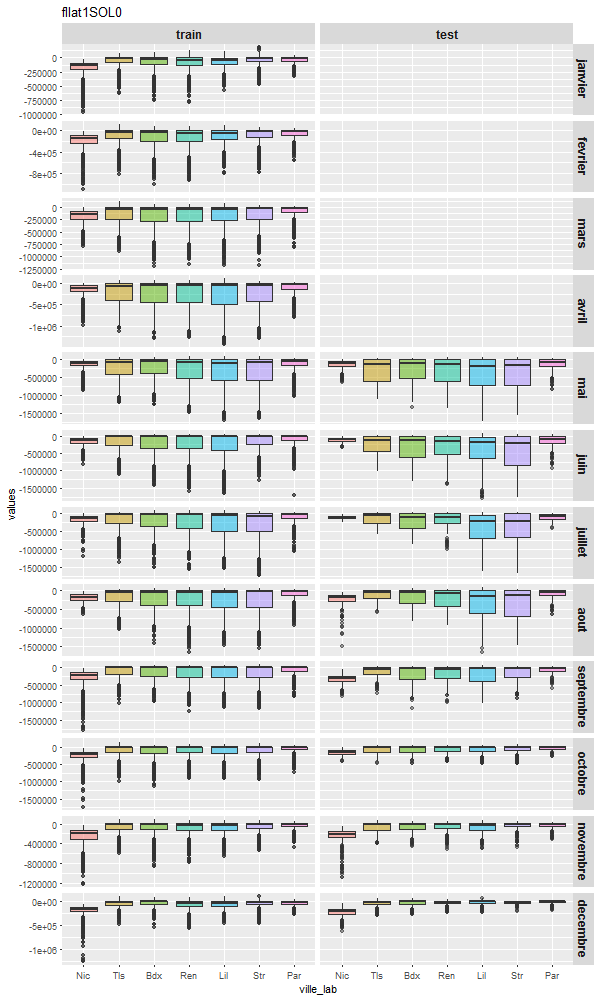 fllat1SOL0
train test
0
-250000
-500000
-750000
-1000000
janvier
0e+00
-4e+05
-8e+05
fevrier
0
-250000
-500000
-750000
-1000000
-1250000
mars
0e+00
-5e+05
-1e+06
avril
0
-500000
-1000000
-1500000
mai
0
-500000
-1000000
-1500000
juin
0
-500000
-1000000
-1500000
juillet
0
-500000
-1000000
-1500000
aout
0
-500000
-1000000
-1500000
septembre
0
-500000
-1000000
-1500000
octobre
0
-400000
-800000
-1200000
novembre
0e+00
-5e+05
-1e+06
decembre
values
Nic Tls Bdx Ren Lil Str Par Nic Tls Bdx Ren Lil Str Par
ville_lab